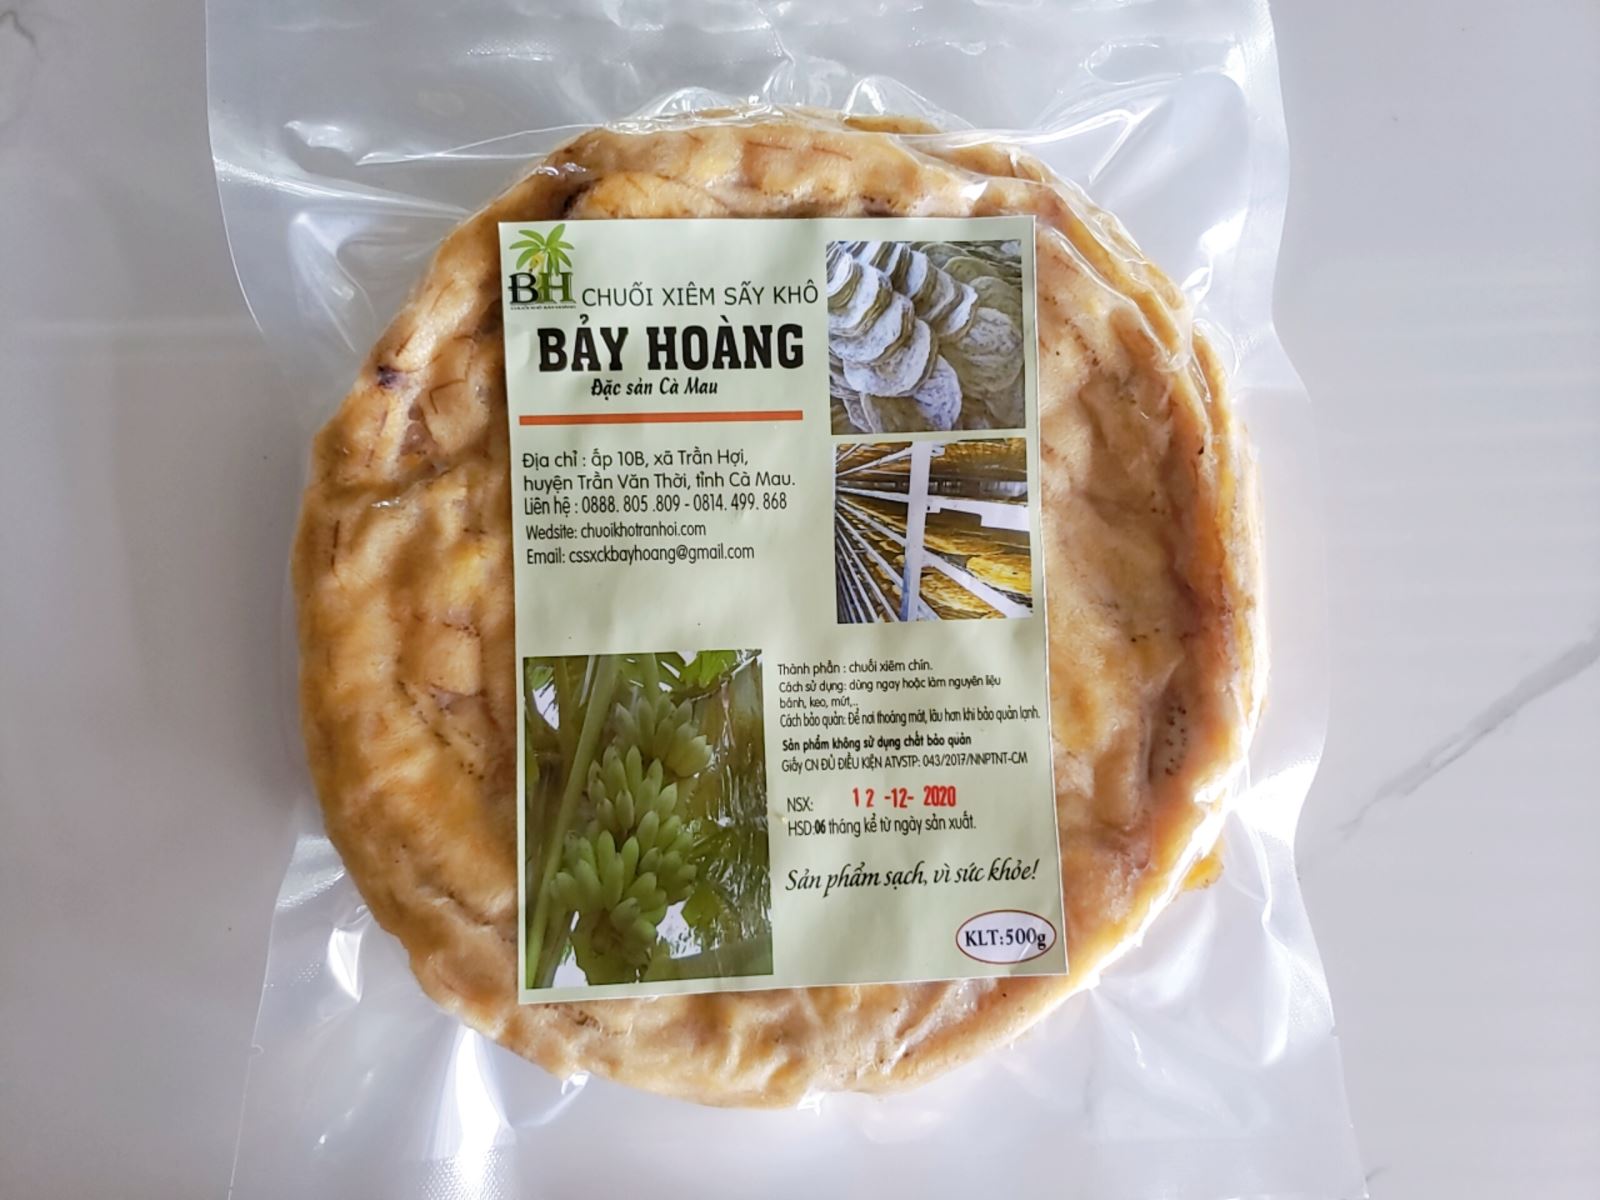 BH
CHUỐI XIÊM SẤY KHÔ
BẢY HOÀNG
Đặc sản Cà Mau
Địa chỉ : ấp 10B, xã Trần Hợi,
huyện Trần Văn Thời, tỉnh Cà Mau.
Liên hệ : 0888. 805 .809 - 0814. 499. 868
Wedsite: chuoikhotranhoi.com
Email: cssxckbayhoang@gmail.com
Thành phần : chuối xiêm chín.
Cách sử dụng: dùng ngay hoặc làm nguyên liệu
bánh, kẹo, mứt,..
Cách bảo quản: Để nơi thoáng mát, lâu hơn khi bảo quản lạnh.
Sản phẩm không sử dụng chất bảo quản
Giấy CN ĐỦ ĐIỀU KIỆN ATVSTP: 043/2017/NNPTNT-CM
NSX: 12 -12- 2020
HSD:06 tháng kể từ ngày sản xuất.
Sản phẩm sạch, vì sức khỏe!
KLT:500g